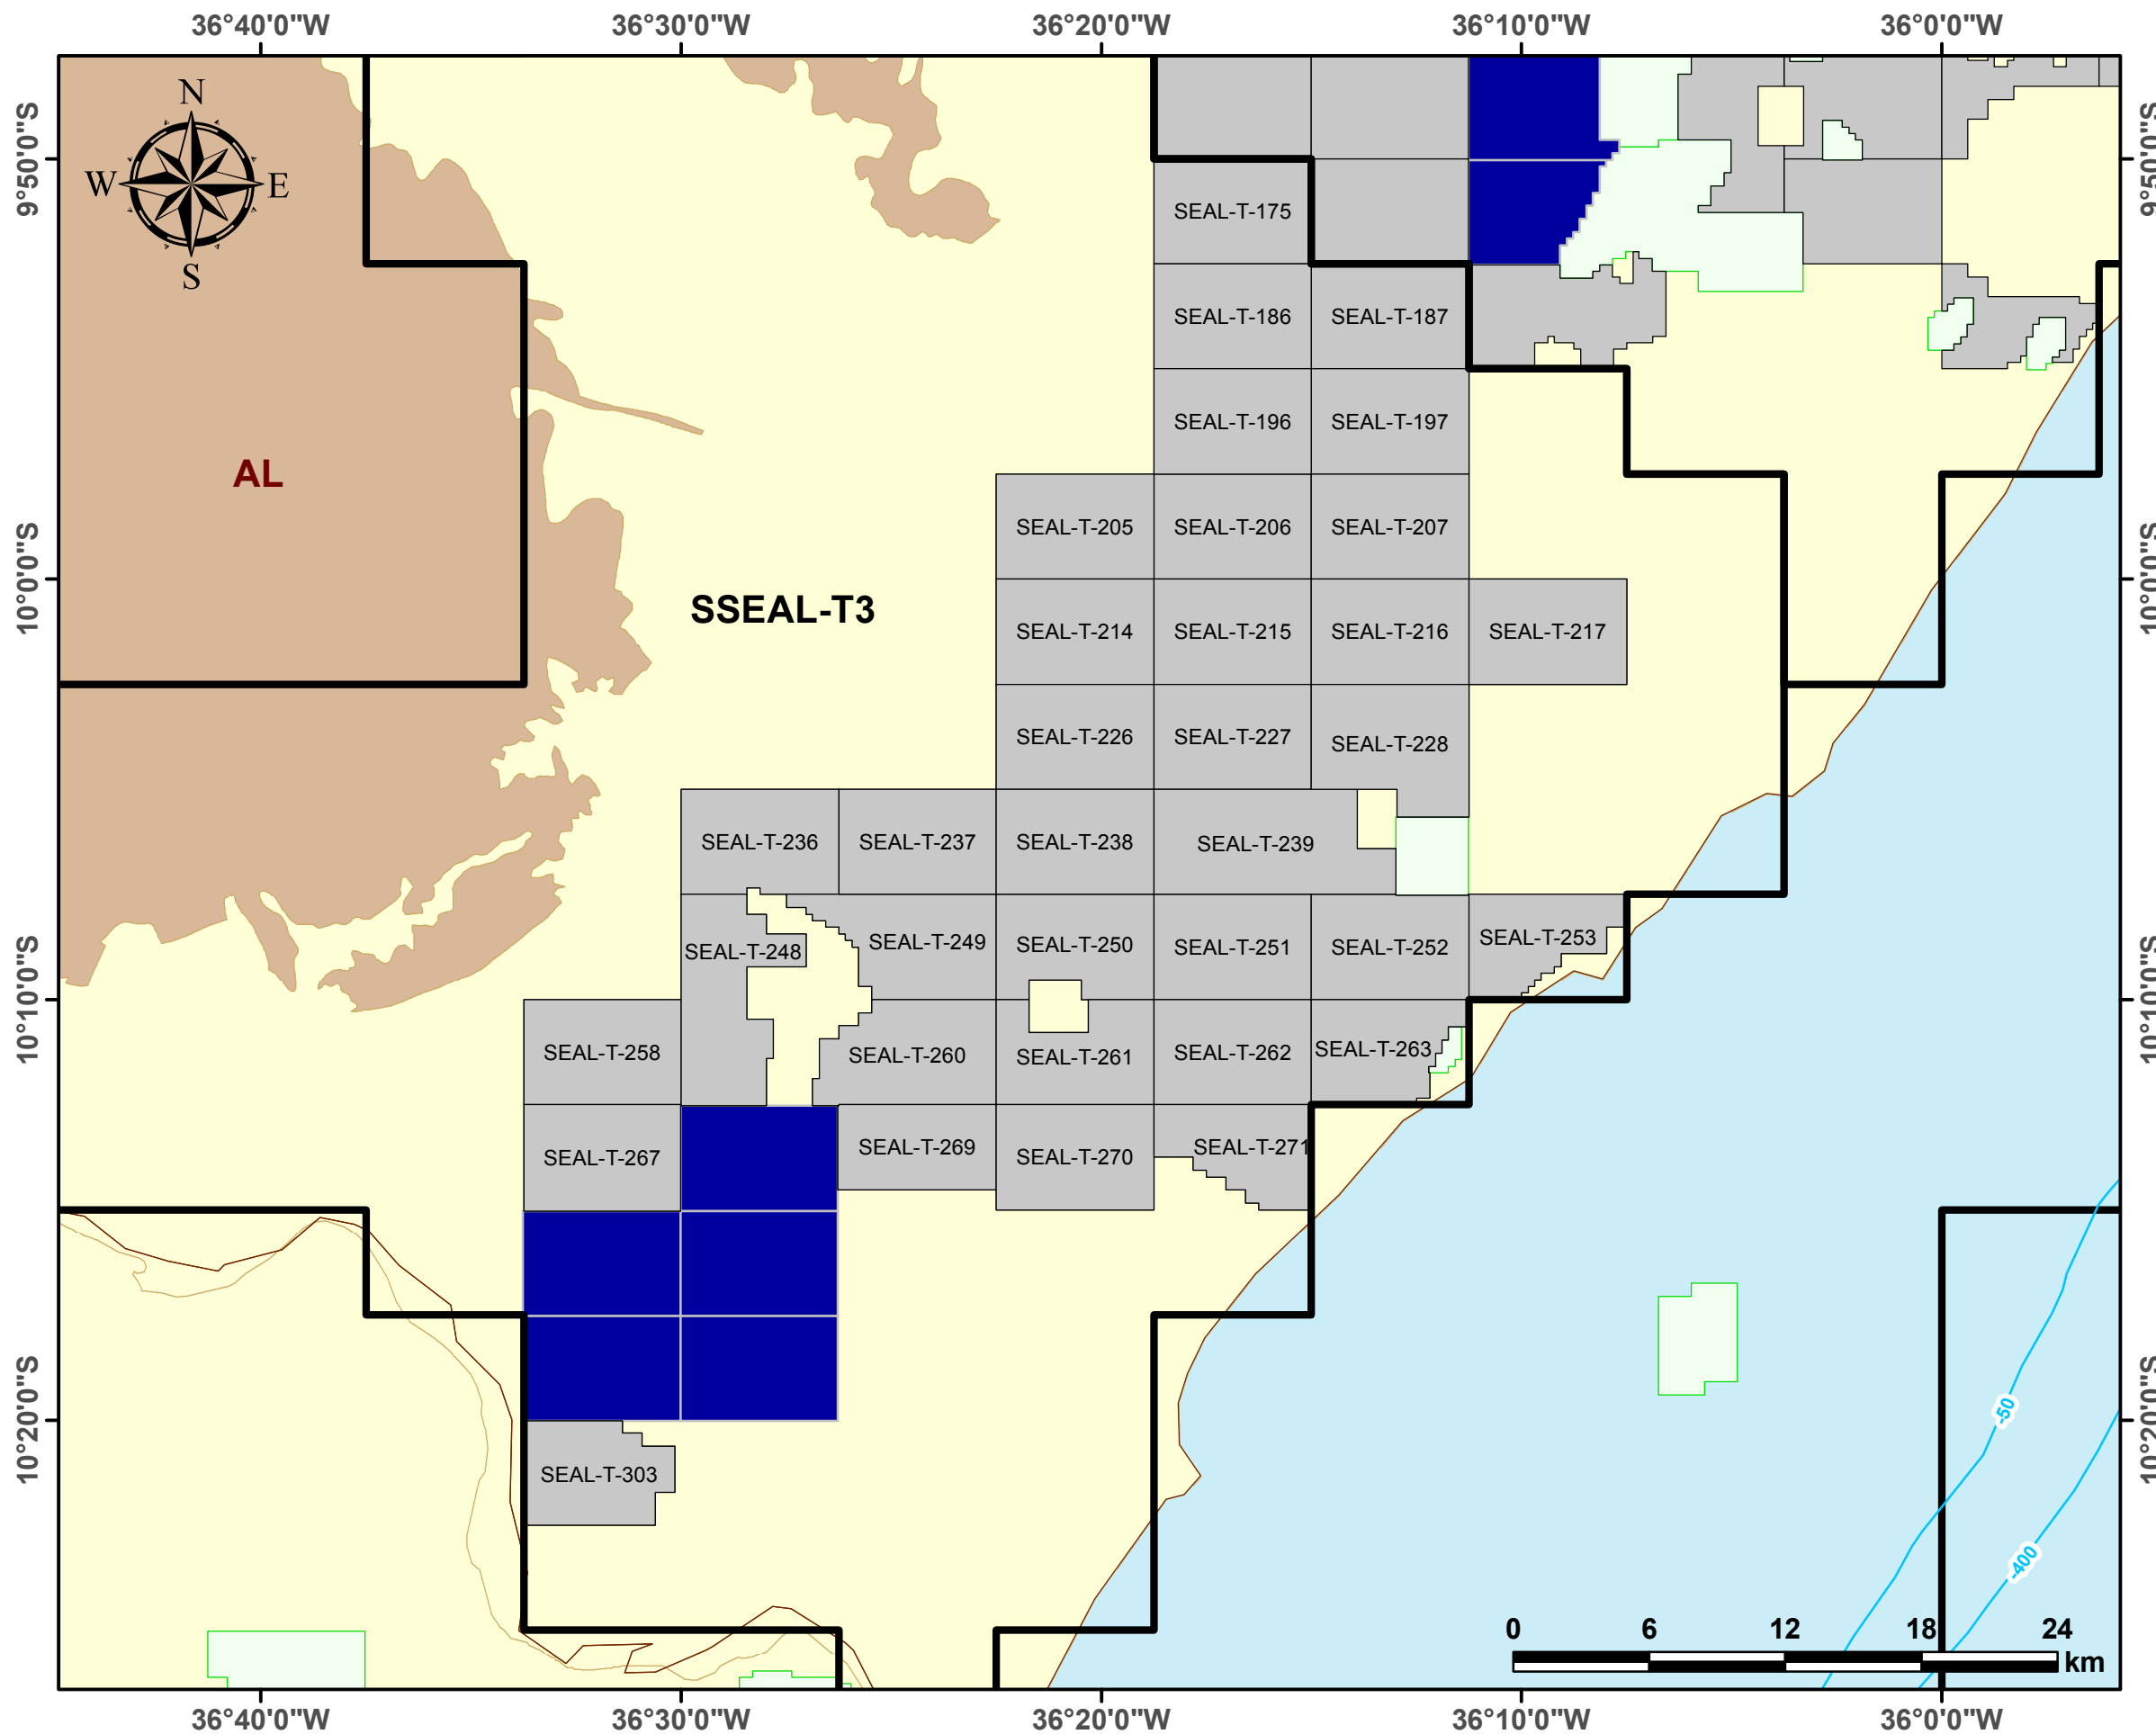 36°40'0"W 36°30'0"W 36°20'0"W 36°10'0"W 36°0'0"W
N
W E
S
9°50'0"S 9°50'0"S
SEAL-T-175
SEAL-T-186 SEAL-T-187
SEAL-T-196 SEAL-T-197
AL
SEAL-T-205 SEAL-T-206 SEAL-T-207
10°0'0"S 10°0'0"S
SSEAL-T3
SEAL-T-214 SEAL-T-215 SEAL-T-216 SEAL-T-217
SEAL-T-226 SEAL-T-227 SEAL-T-228
SEAL-T-236 SEAL-T-237 SEAL-T-238 SEAL-T-239
SEAL-T-248 SEAL-T-249 SEAL-T-250 SEAL-T-251 SEAL-T-252 SEAL-T-253
10°10'0"S 10°10'0"S
SEAL-T-258 SEAL-T-260 SEAL-T-261 SEAL-T-262 SEAL-T-263
SEAL-T-267 SEAL-T-269 SEAL-T-270 SEAL-T-271
10°20'0"S 10°20'0"S
-50
SEAL-T-303
-400
0 6 12 18 24
km
36°40'0"W 36°30'0"W 36°20'0"W 36°10'0"W 36°0'0"W